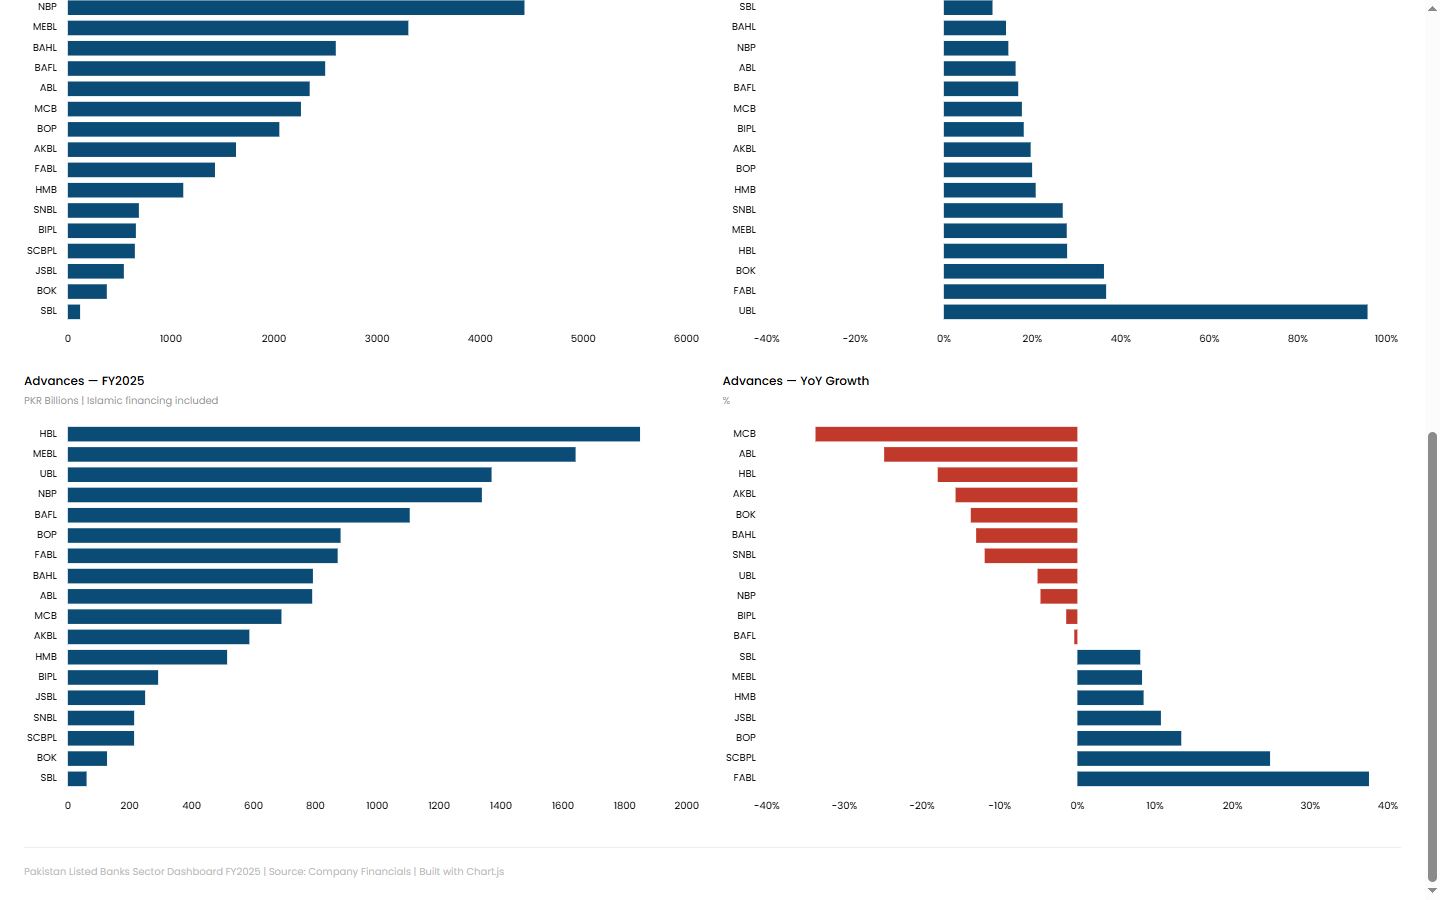 NBP
MEBL
BAHL
BAFL
ABL
MCB
BOP
AKBL
FABL
HMB
SNBL
BIPL
SCBPL
JSBL
BOK
SBL
0 1000 2000 3000 4000 5000 6000
SBL
BAHL
NBP
ABL
BAFL
MCB
BIPL
AKBL
BOP
HMB
SNBL
MEBL
HBL
BOK
FABL
UBL
-40% -20% 0% 20% 40% 60% 80% 100%
Advances — FY2025
PKR Billions | Islamic financing included
HBL
MEBL
UBL
NBP
BAFL
BOP
FABL
BAHL
ABL
MCB
AKBL
HMB
BIPL
JSBL
SNBL
SCBPL
BOK
SBL
0 200 400 600 800 1000 1200 1400 1600 1800 2000
Advances — YoY Growth
%
MCB
ABL
HBL
AKBL
BOK
BAHL
SNBL
UBL
NBP
BIPL
BAFL
SBL
MEBL
HMB
JSBL
BOP
SCBPL
FABL
-40% -30% -20% -10% 0% 10% 20% 30% 40%
Pakistan Listed Banks Sector Dashboard FY2025 | Source: Company Financials | Built with Chart.js